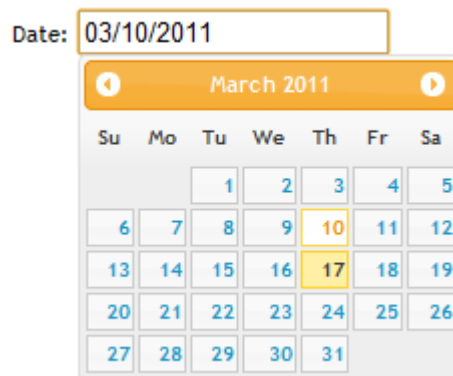 Date: 03/10/2011
March 2011
Su Mo Tu We Th Fr Sa
1 2 3 4 5
6 7 8 9 10 11 12
13 14 15 16 17 18 19
20 21 22 23 24 25 26
27 28 29 30 31